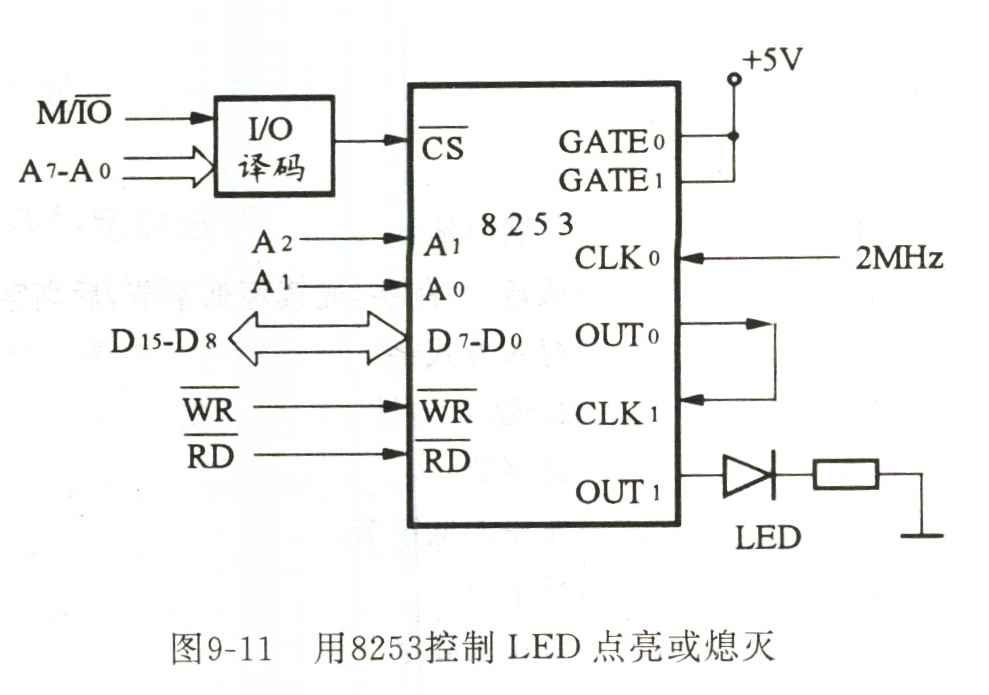 +5V
M/IO
I/O
译码
CS
GATE0
A7-A0
GATE1
8253
A2
A1
CLK0
2MHz
A1
A0
D15-D8
D7-D0
OUT0
WR
WR
CLK1
RD
RD
OUT1
LED
图9-11 用8253控制 LED 点亮或熄灭